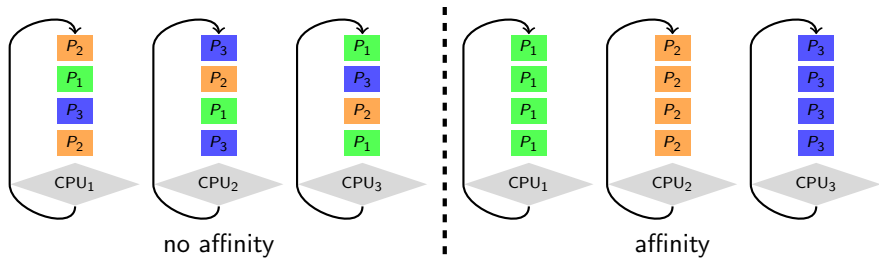 P₂ P₃ P₁ P₁ P₂ P₃
P₁ P₂ P₃ P₁ P₂ P₃
P₃ P₁ P₂ P₁ P₂ P₃
P₂ P₃ P₁ P₁ P₂ P₃
CPU₁ CPU₂ CPU₃ CPU₁ CPU₂ CPU₃
no affinity affinity